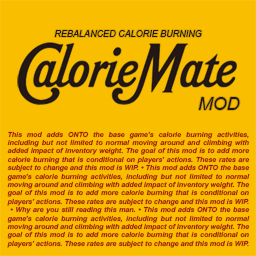 REBALANCED CALORIE BURNING
CalorieMate
MOD
This mod adds ONTO the base game's calorie burning activities,
including but not limited to normal moving around and climbing with
added impact of inventory weight. The goal of this mod is to add more
calorie burning that is conditional on players' actions. These rates are
subject to change and this mod is WIP. • This mod adds ONTO the base
game's calorie burning activities, including but not limited to normal
moving around and climbing with added impact of inventory weight. The
goal of this mod is to add more calorie burning that is conditional on
players' actions. These rates are subject to change and this mod is WIP.
• Why are you still reading this man. • This mod adds ONTO the base
game's calorie burning activities, including but not limited to normal
moving around and climbing with added impact of inventory weight. The
goal of this mod is to add more calorie burning that is conditional on
players' actions. These rates are subject to change and this mod is WIP.